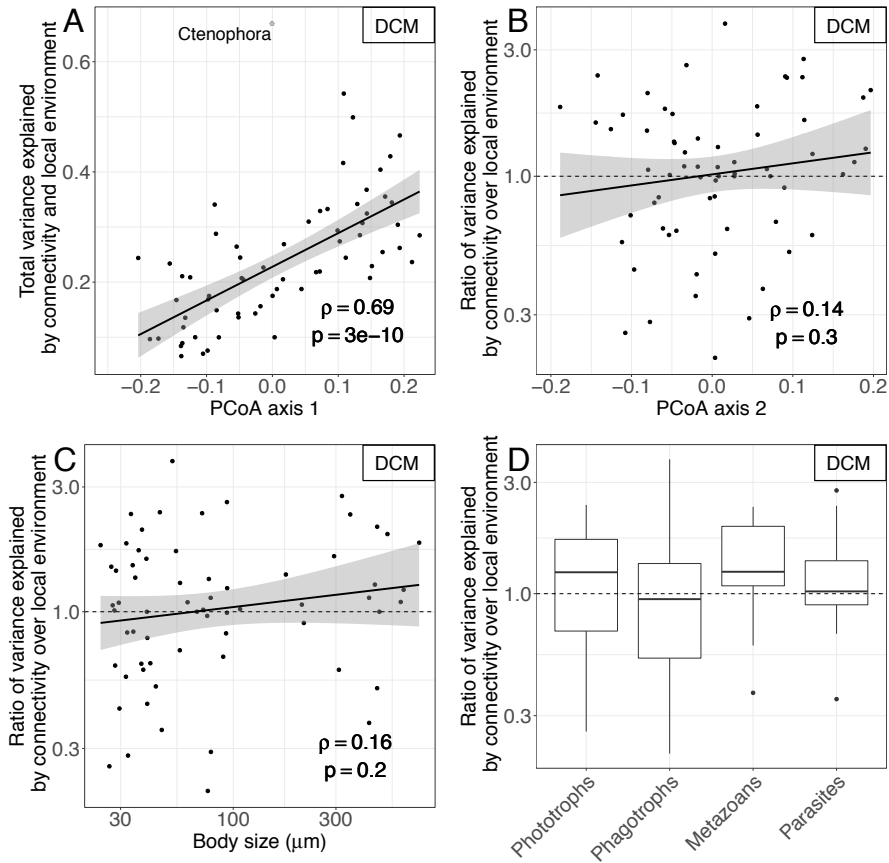 A
DCM
Ctenophora
Total variance explained
by connectivity and local environment
0.6
0.4
0.2
ρ = 0.69
p = 3e−10
−0.2 −0.1 0.0 0.1 0.2
PCoA axis 1
B
DCM
Ratio of variance explained
by connectivity over local environment
3.0
1.0
0.3
ρ = 0.14
p = 0.3
−0.2 −0.1 0.0 0.1 0.2
PCoA axis 2
C
DCM
Ratio of variance explained
by connectivity over local environment
3.0
1.0
0.3
ρ = 0.16
p = 0.2
30 100 300
Body size (μm)
D
DCM
Ratio of variance explained
by connectivity over local environment
3.0
1.0
0.3
Phototrophs
Phagotrophs
Metazoans
Parasites